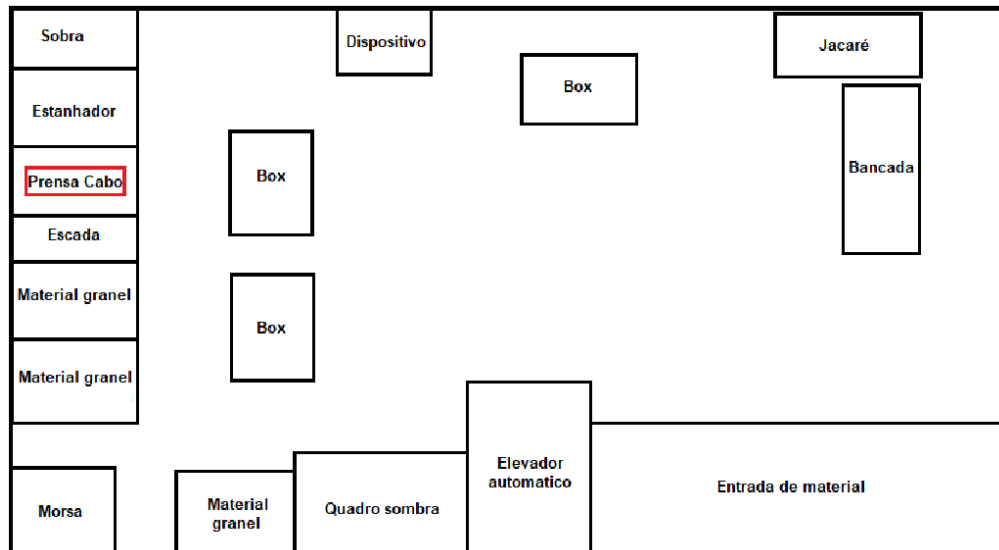 Sobra
Dispositivo
Jacaré
Box
Estanhador
Bancada
Prensa Cabo
Box
Escada
Material granel
Box
Material granel
Elevador
automatico
Entrada de material
Morsa
Material
granel
Quadro sombra